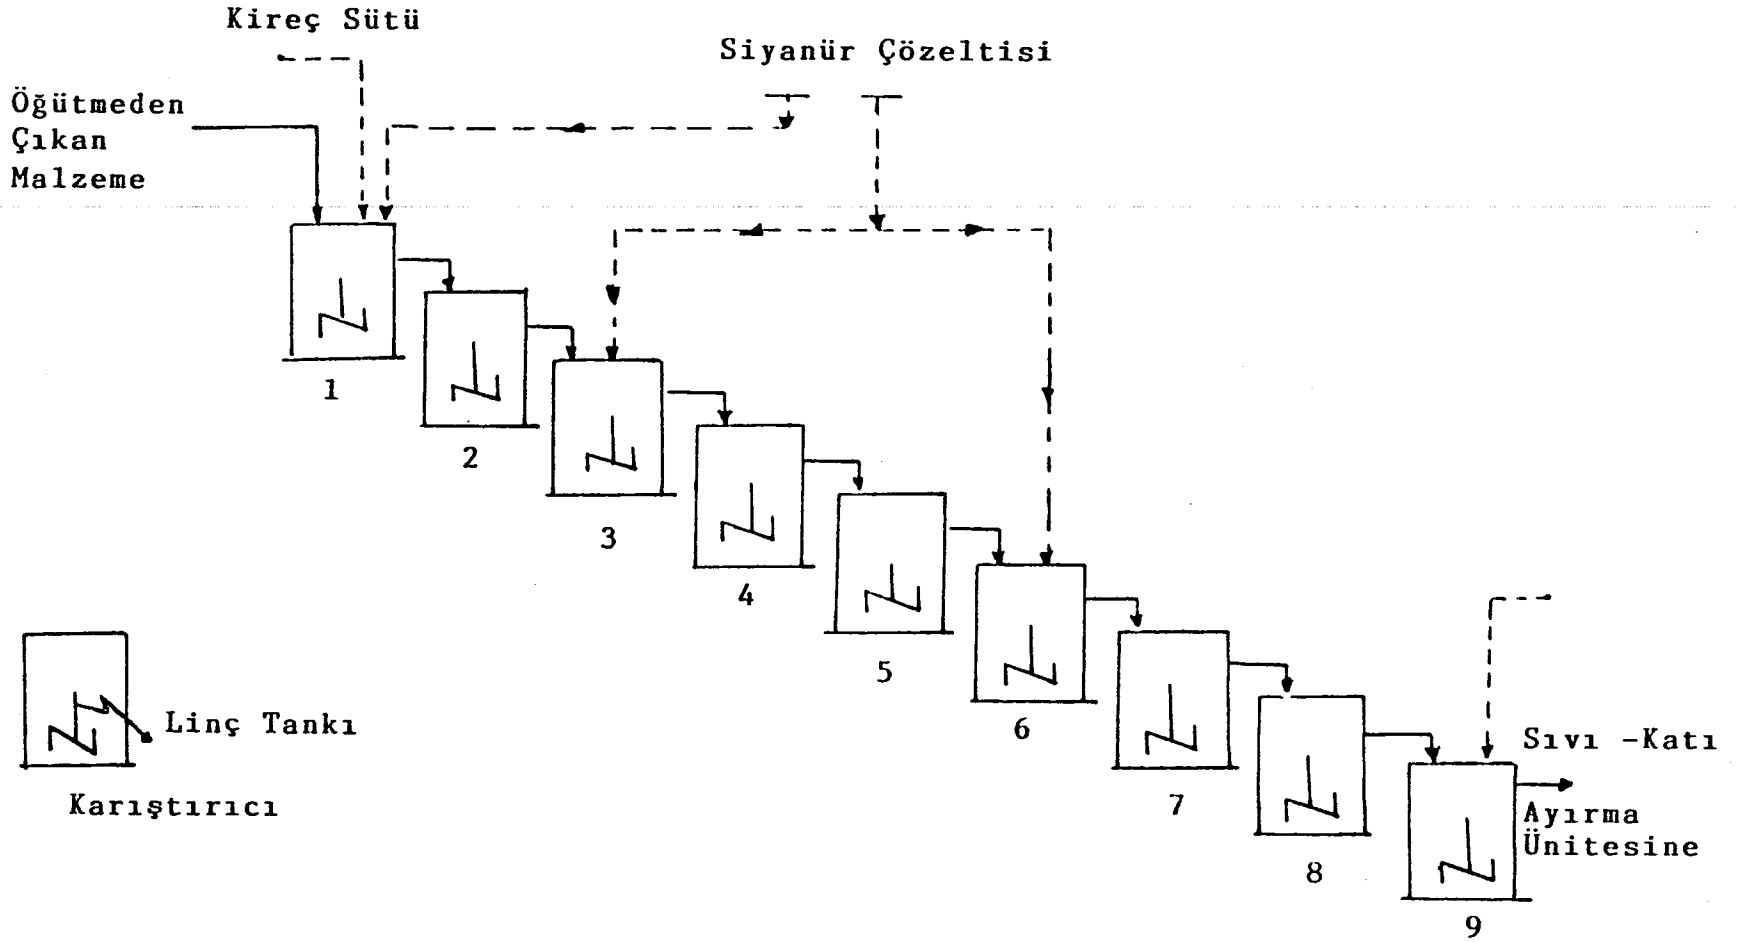 Kireç Sütü
Siyanür Çözeltisi
Öğütmeden
Çıkan
Malzeme
1
2
3
4
5
6
7
8
9
Linç Tankı
Karıştırıcı
Sıvı -Katı
Ayırma
Ünitesine